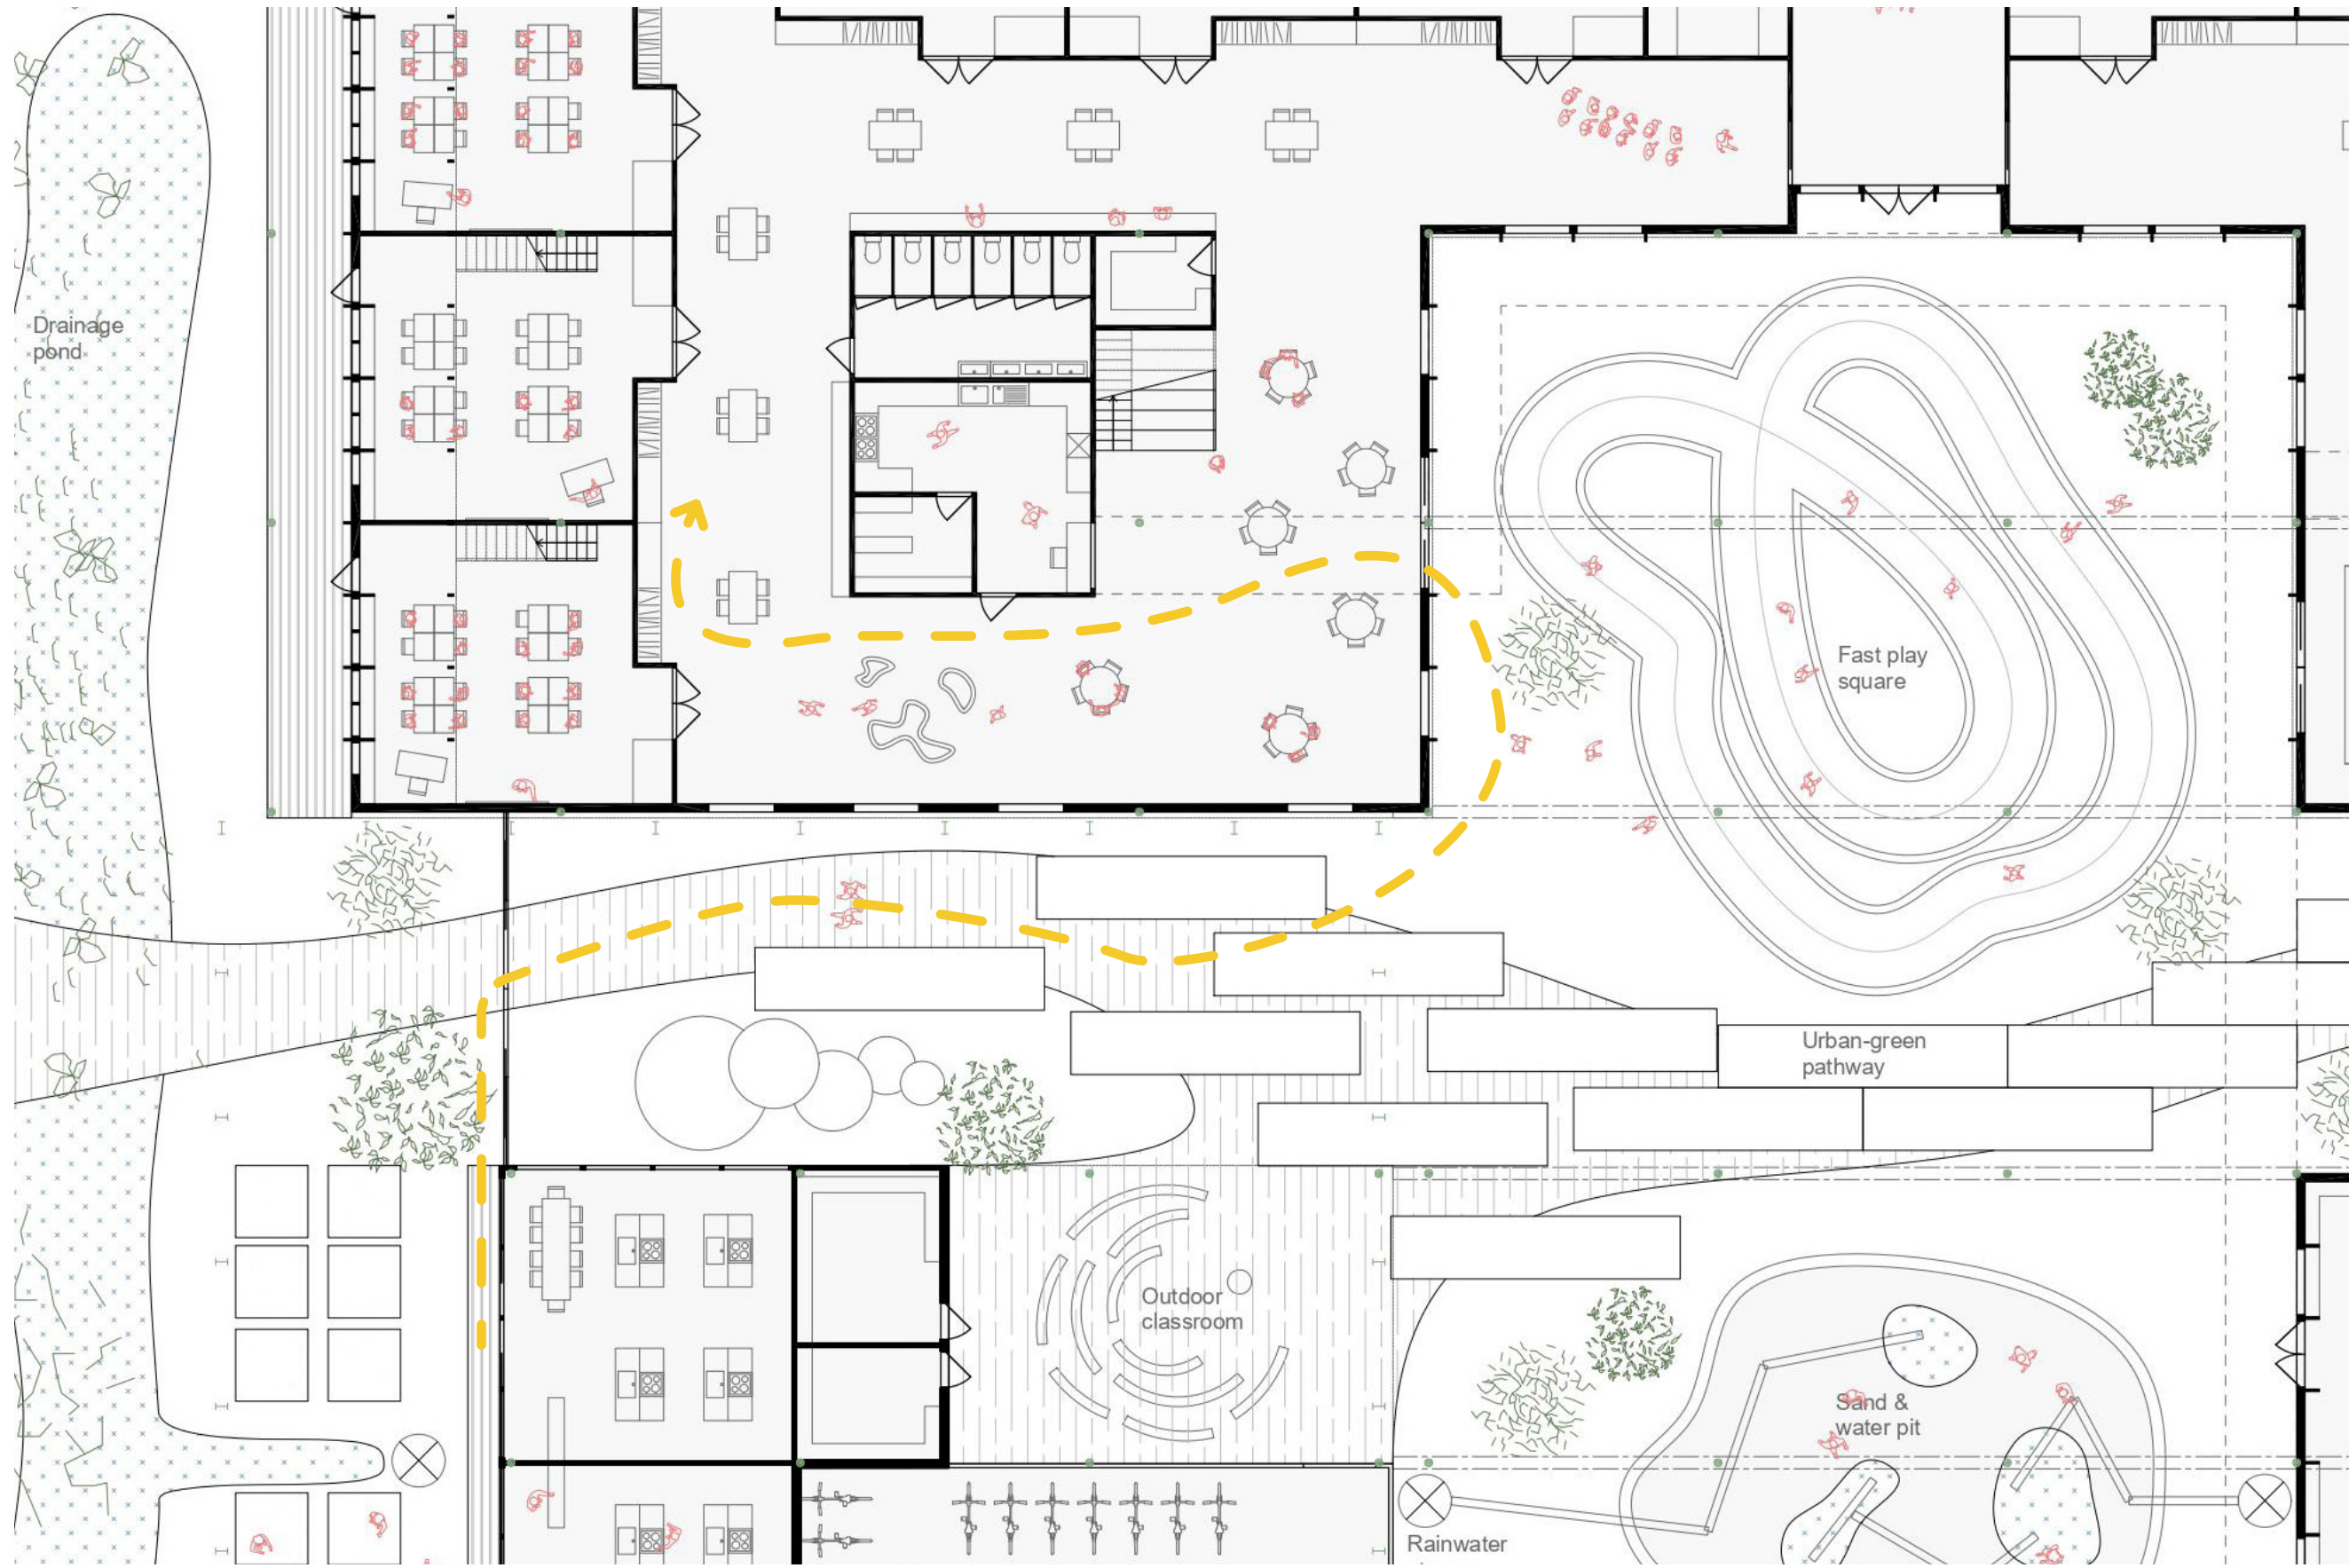 Drainage
pond
Fast play
square
Urban-green
pathway
Outdoor
classroom
Sand &
water pit
Rainwater